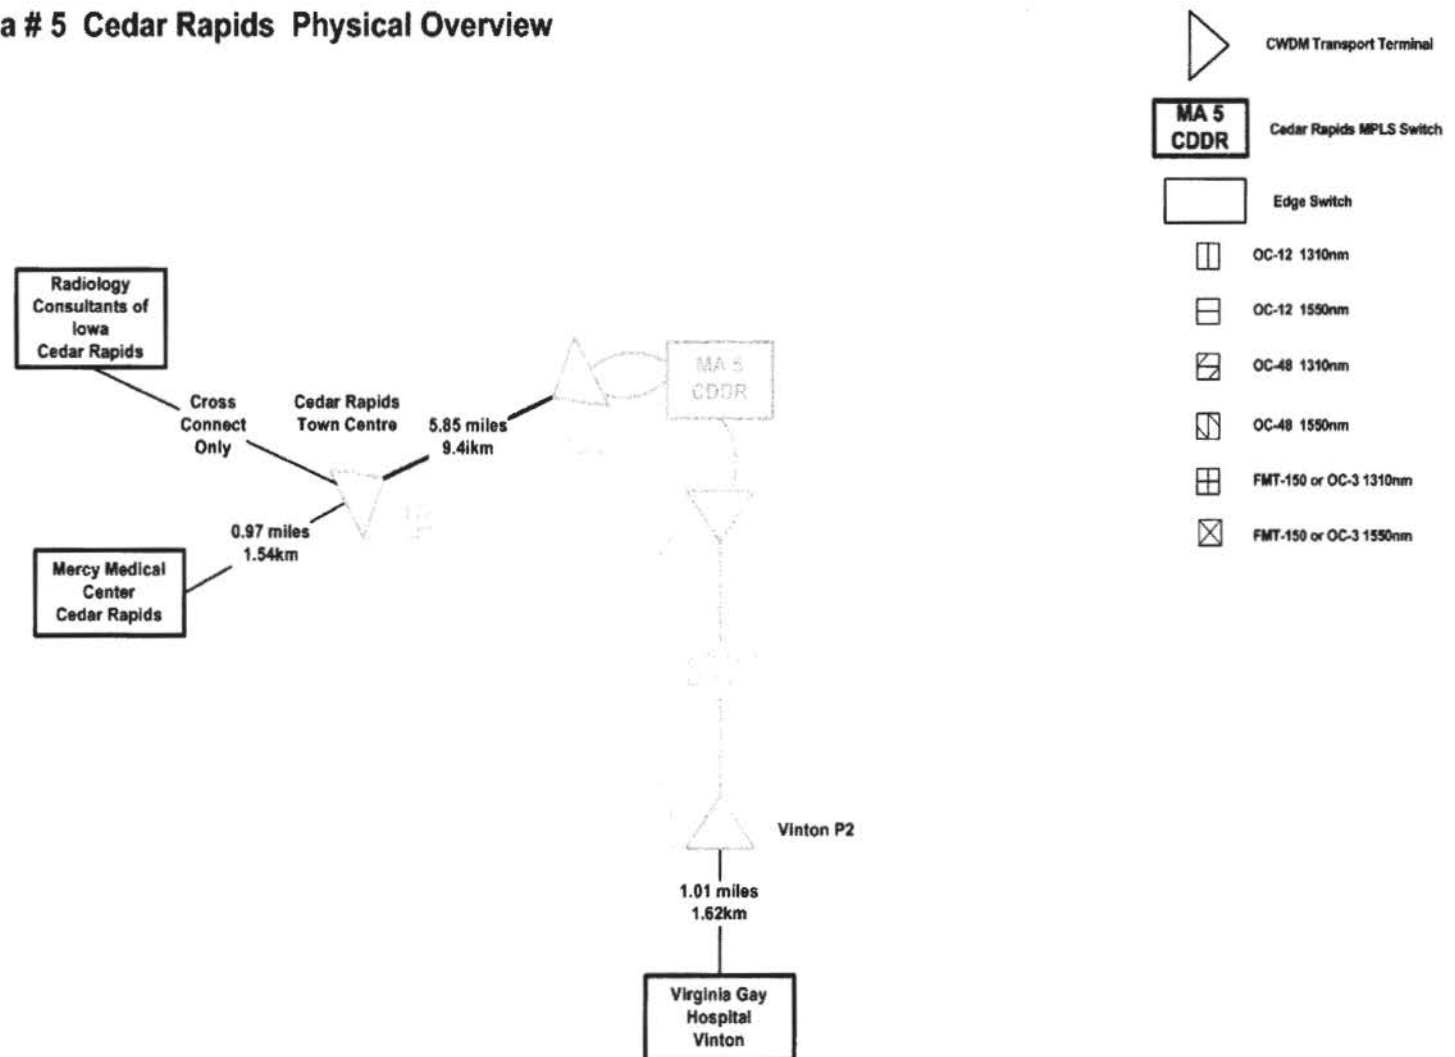 a # 5 Cedar Rapids Physical Overview
CWDM Transport Terminal
MA 5
CDDR
Cedar Rapids MPLS Switch
Edge Switch
OC-12 1310nm
OC-12 1550nm
OC-48 1310nm
OC-48 1550nm
FMT-150 or OC-3 1310nm
FMT-150 or OC-3 1550nm
Radiology
Consultants of
Iowa
Cedar Rapids
Cross
Connect
Only
Cedar Rapids
Town Centre
5.85 miles
9.4ikm
MA 5
CDDR
0.97 miles
1.54km
Mercy Medical
Center
Cedar Rapids
Vinton P2
1.01 miles
1.62km
Virginia Gay
Hospital
Vinton